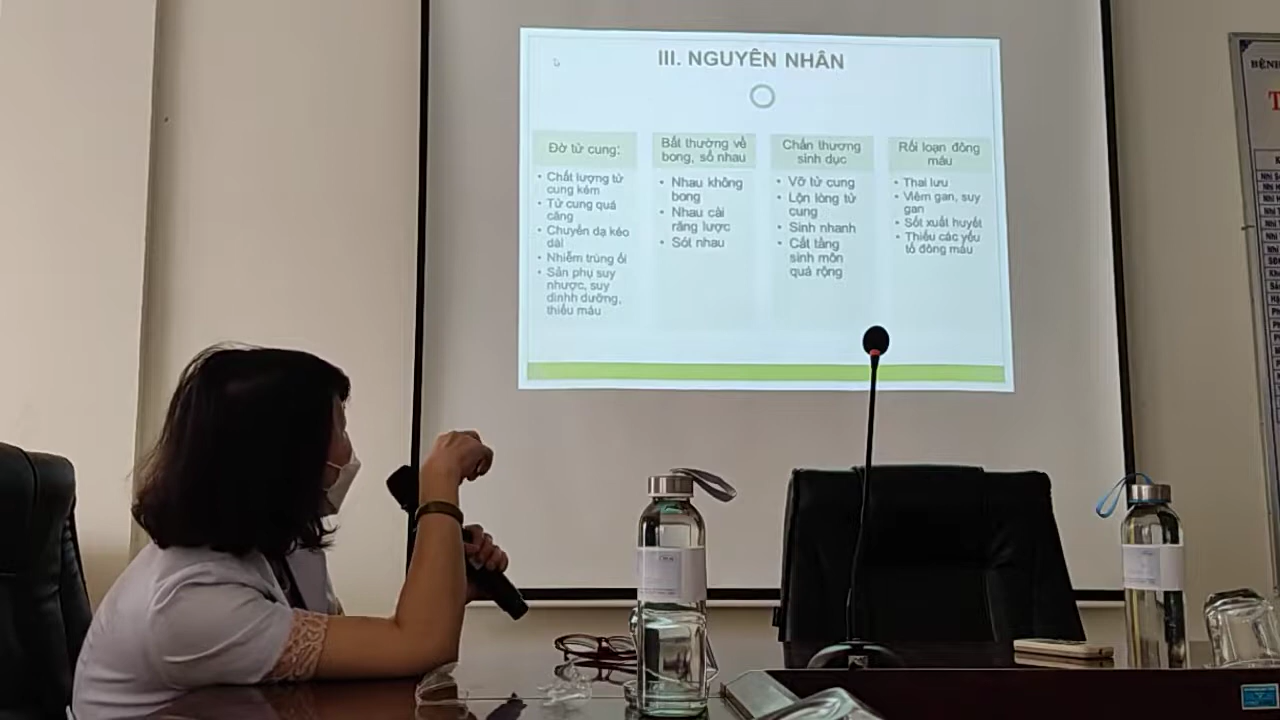 III. NGUYÊN NHÂN
Đờ tử cung:
• Chất lượng tử
cung kém
• Tử cung quá
căng
• Chuyển dạ kéo
dài
• Nhiễm trùng ối
• Sản phụ suy
nhược, suy
dinhh dưỡng,
thiếu máu
Bất thường về
bong, sổ nhau
• Nhau không
bong
• Nhau cài
răng lược
• Sót nhau
Chấn thương
sinh dục
• Vỡ tử cung
• Lộn lòng tử
cung
• Sinh nhanh
• Cắt tầng
sinh môn
quá rộng
Rối loạn đông
máu
• Thai lưu
• Viêm gan, suy
gan
• Sốt xuất huyết
• Thiếu các yếu
tố đông máu
BỆNH